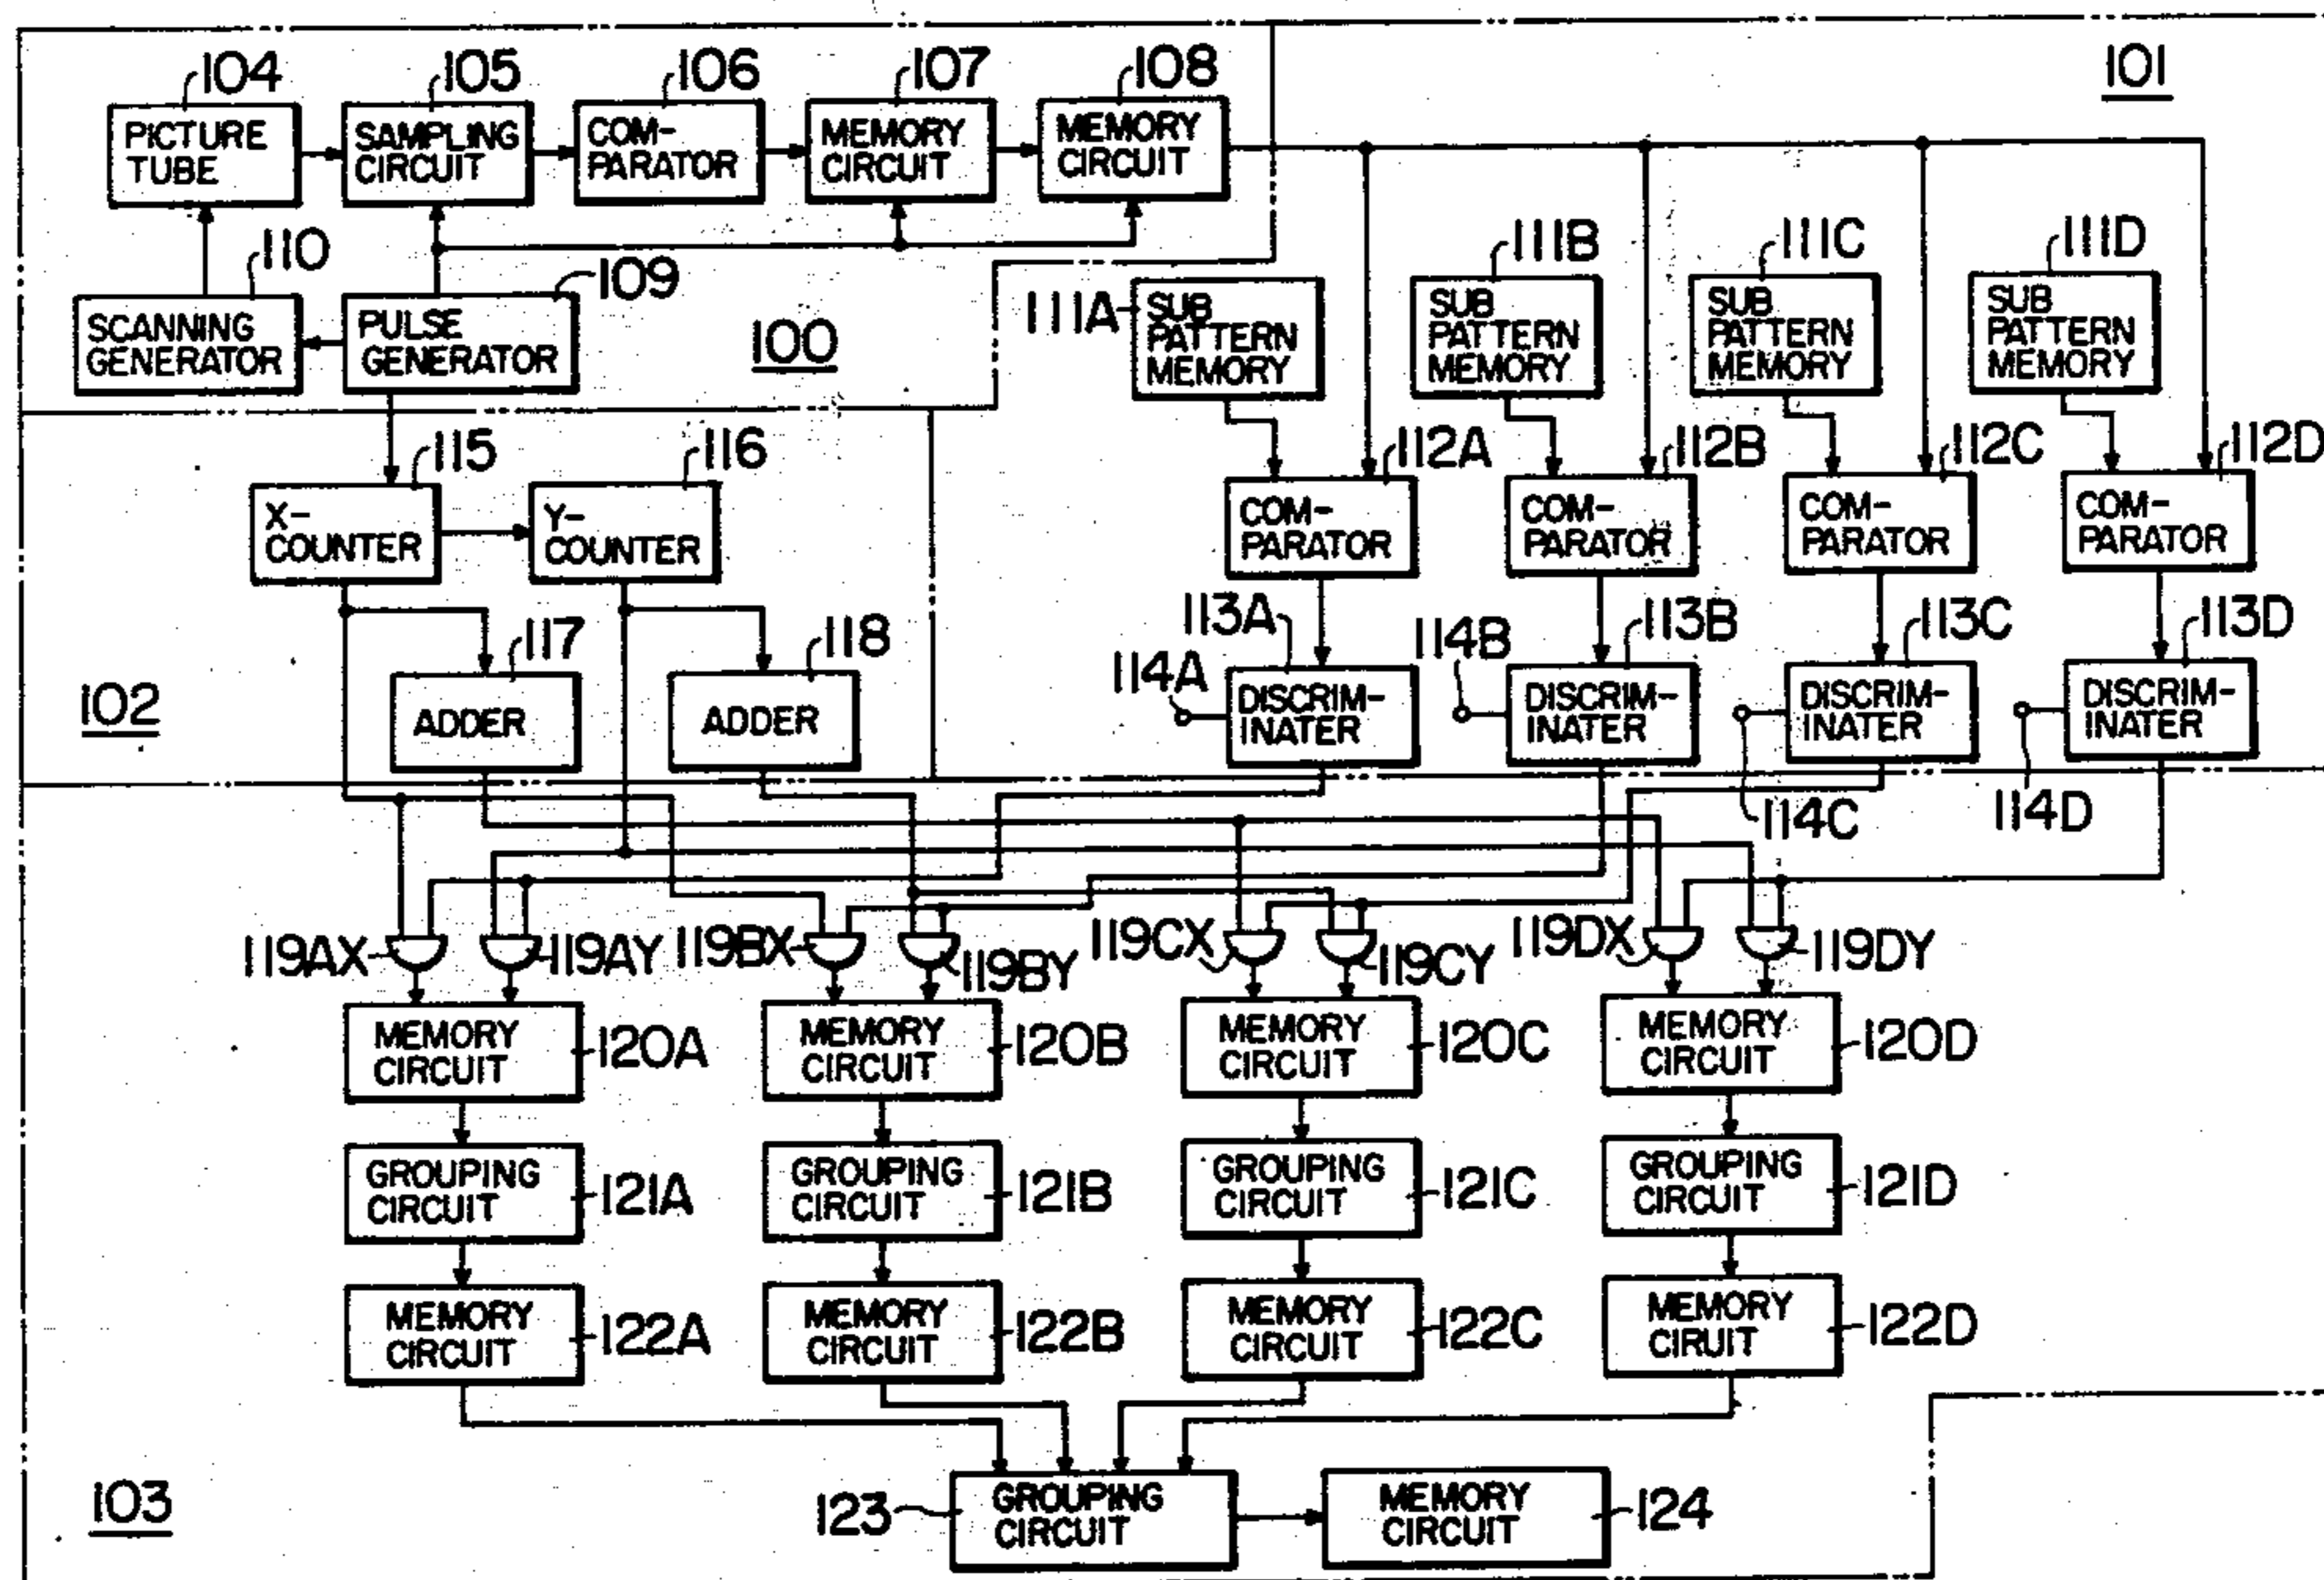 104
105
106
107
108
101
PICTURE
TUBE
SAMPLING
CIRCUIT
COM-
PARATOR
MEMORY
CIRCUIT
MEMORY
CIRCUIT
110
109
111A
111B
111C
111D
SCANNING
GENERATOR
PULSE
GENERATOR
100
SUB
PATTERN
MEMORY
SUB
PATTERN
MEMORY
SUB
PATTERN
MEMORY
SUB
PATTERN
MEMORY
115
116
112A
112B
112C
112D
X-
COUNTER
Y-
COUNTER
COM-
PARATOR
COM-
PARATOR
COM-
PARATOR
COM-
PARATOR
117
118
113A
113B
113C
113D
114A
114B
114C
114D
102
ADDER
ADDER
DISCRIM-
INATER
DISCRIM-
INATER
DISCRIM-
INATER
DISCRIM-
INATER
119AX
119AY
119BX
119BY
119CX
119CY
119DX
119DY
MEMORY
CIRCUIT
120A
MEMORY
CIRCUIT
120B
MEMORY
CIRCUIT
120C
MEMORY
CIRCUIT
120D
GROUPING
CIRCUIT
121A
GROUPING
CIRCUIT
121B
GROUPING
CIRCUIT
121C
GROUPING
CIRCUIT
121D
MEMORY
CIRCUIT
122A
MEMORY
CIRCUIT
122B
MEMORY
CIRCUIT
122C
MEMORY
CIRUIT
122D
103
123
GROUPING
CIRCUIT
MEMORY
CIRCUIT
124